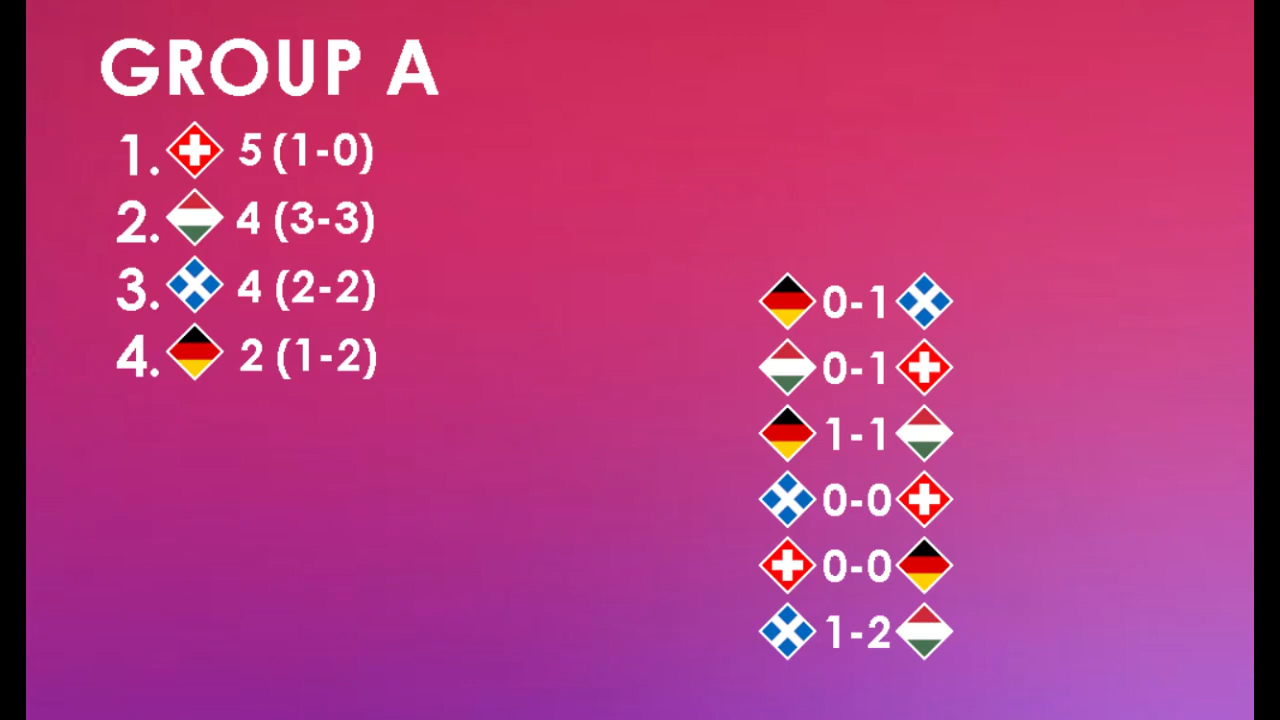 GROUP A
1. 5 (1-0)
2. 4 (3-3)
3. 4 (2-2)
4. 2 (1-2)
0-1
0-1
1-1
0-0
0-0
1-2